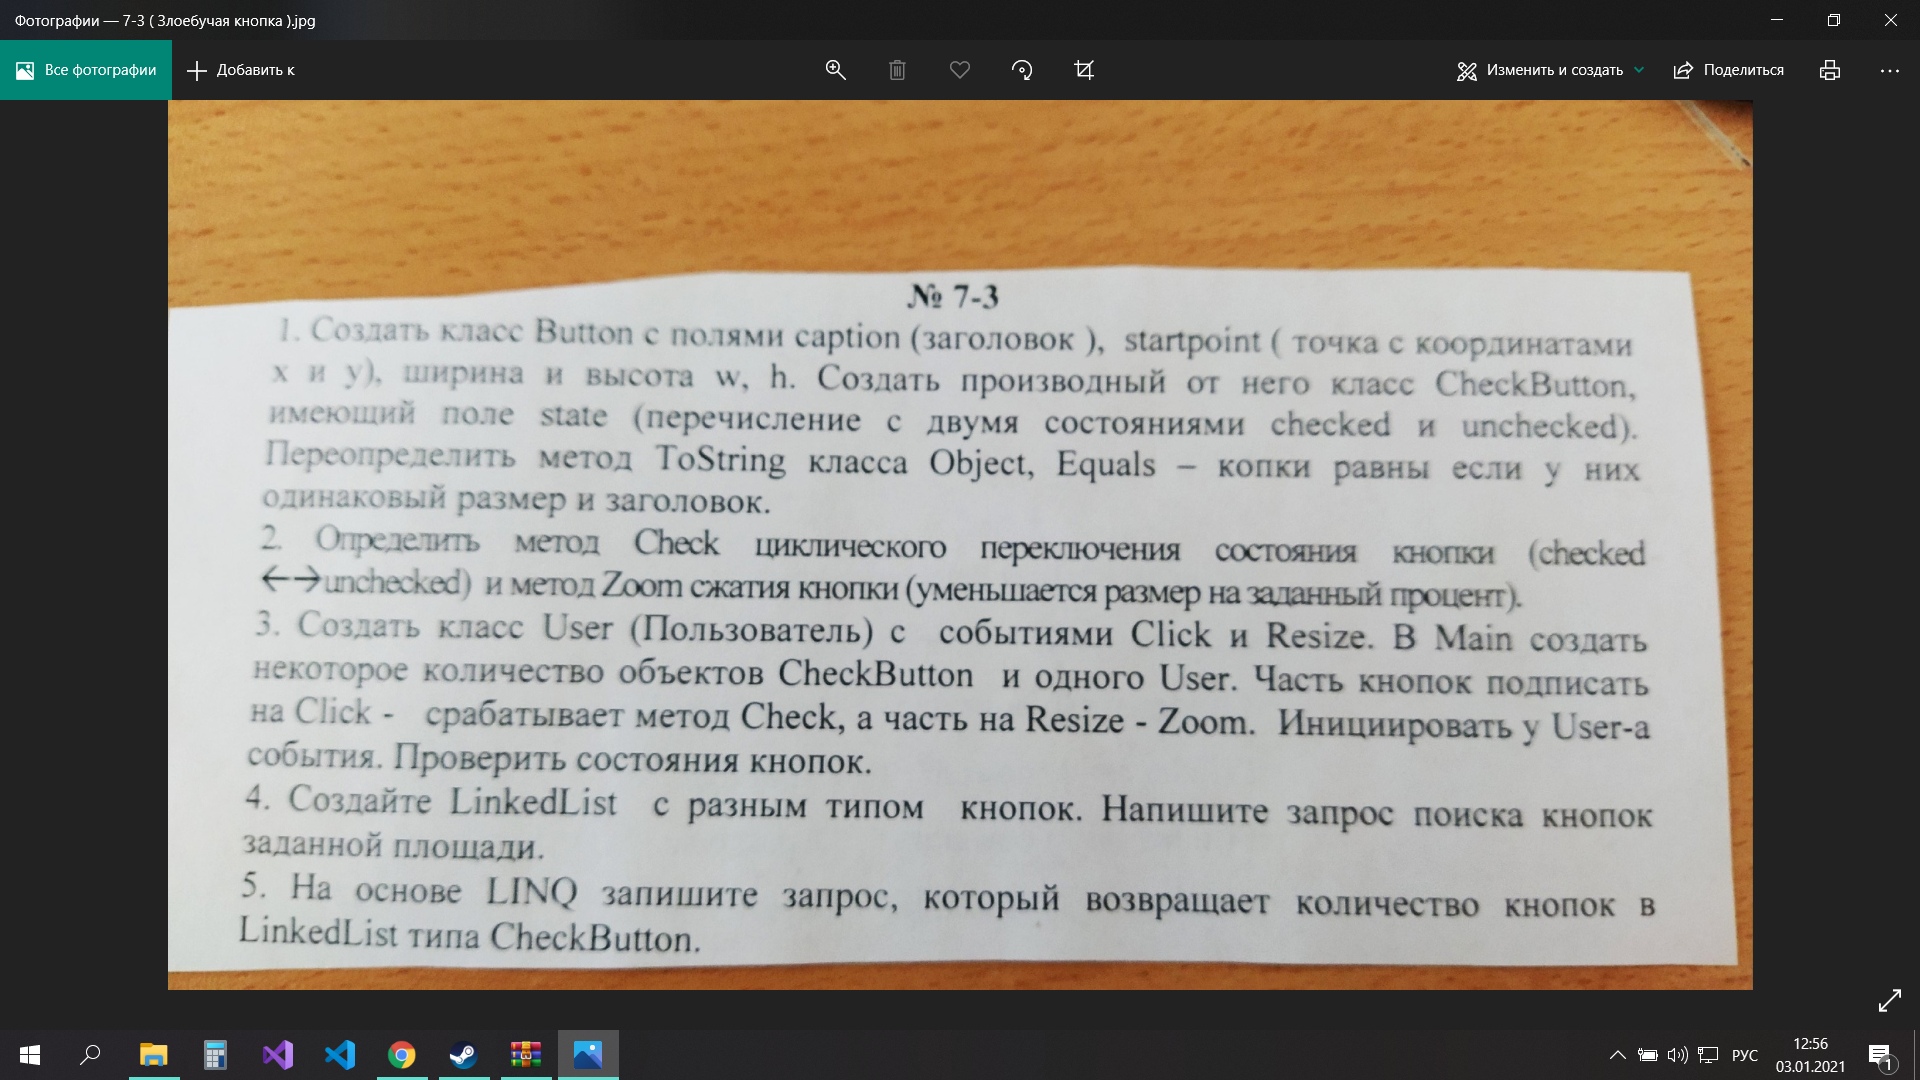 Фотографии — 7-3 ( Злоебучая кнопка ).jpg
Все фотографии
Добавить к
Изменить и создать
Поделиться
№ 7-3
1. Создать класс Button с полями caption (заголовок ), startpoint ( точка с координатами
x и y), ширина и высота w, h. Создать производный от него класс CheckButton,
имеющий поле state (перечисление с двумя состояниями checked и unchecked).
Переопределить метод ToString класса Object, Equals – копки равны если у них
одинаковый размер и заголовок.
2. Определить метод Check циклического переключения состояния кнопки (checked
←→unchecked) и метод Zoom сжатия кнопки (уменьшается размер на заданный процент).
3. Создать класс User (Пользователь) с событиями Click и Resize. В Main создать
некоторое количество объектов CheckButton и одного User. Часть кнопок подписать
на Click - срабатывает метод Check, а часть на Resize - Zoom. Инициировать у User-а
события. Проверить состояния кнопок.
4. Создайте LinkedList с разным типом кнопок. Напишите запрос поиска кнопок
заданной площади.
5. На основе LINQ запишите запрос, который возвращает количество кнопок в
LinkedList типа CheckButton.
РУС
12:56
03.01.2021
1